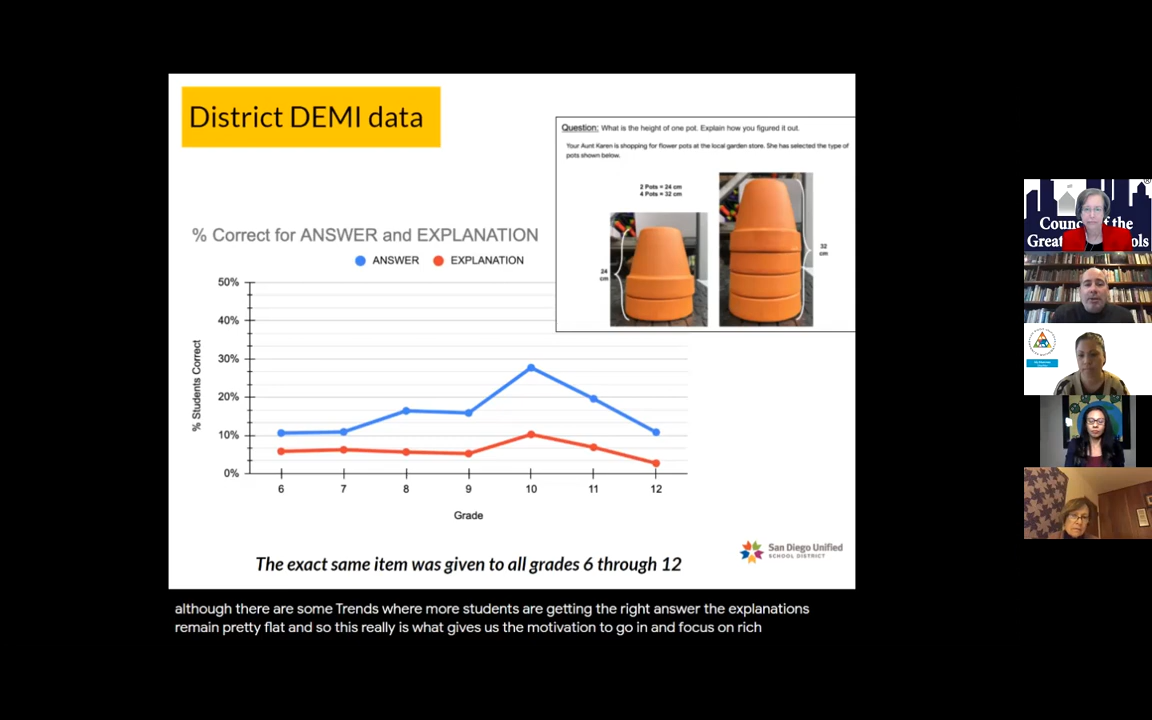 District DEMI data
Question: What is the height of one pot. Explain how you figured it out.
Your Aunt Karen is shopping for flower pots at the local garden store. She has selected the type of
pots shown below.
2 Pots = 24 cm
4 Pots = 32 cm
24
cm
32
cm
% Correct for ANSWER and EXPLANATION
ANSWER
EXPLANATION
50%
40%
30%
20%
10%
0%
% Students Correct
6 7 8 9 10 11 12
Grade
The exact same item was given to all grades 6 through 12
San Diego Unified
SCHOOL DISTRICT
although there are some Trends where more students are getting the right answer the explanations
remain pretty flat and so this really is what gives us the motivation to go in and focus on rich
Council of the
Great